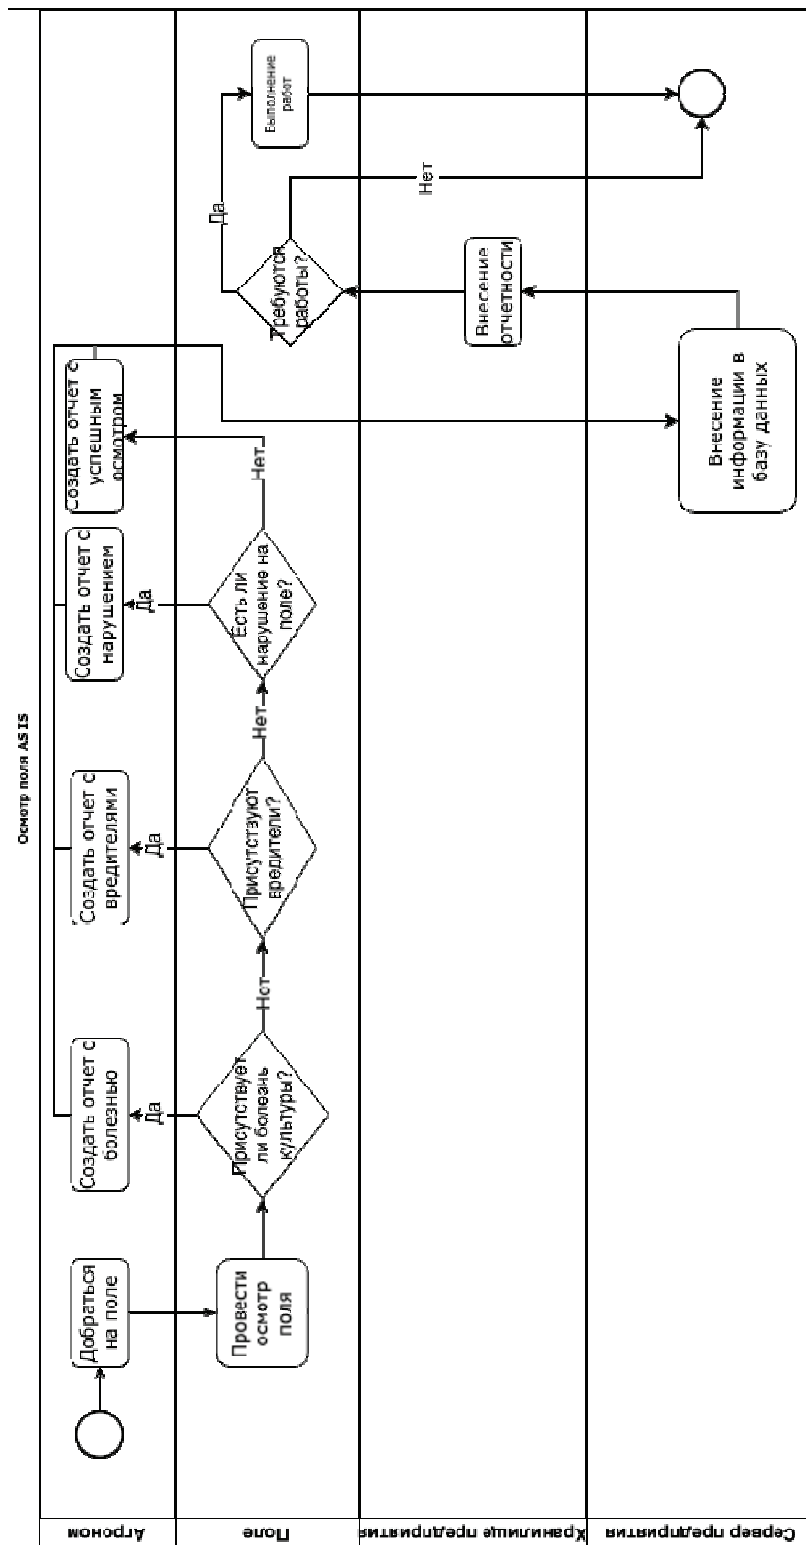 Осмотр поля AS IS
Агроном
Добраться
на поле
Создать отчет с
болезнью
Да
Создать отчет с
вредителями
Да
Создать отчет с
нарушением
Да
Создать отчет с
успешным
осмотром
Поле
Провести
осмотр
поля
Присутствует
ли болезнь
культуры?
Нет
Присутствуют
вредители?
Нет
Есть ли
нарушение на
поле?
Нет
Требуются
работы?
Да
Выполнение
работ
Нет
Хранилище предприятия
Внесение
отчетности
Сервер предприятия
Внесение
информации в
базу данных